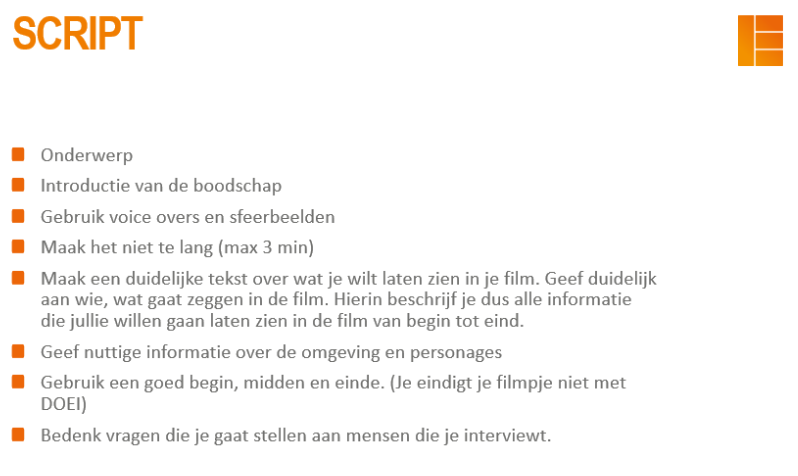 SCRIPT
Onderwerp
Introductie van de boodschap
Gebruik voice overs en sfeerbeelden
Maak het niet te lang (max 3 min)
Maak een duidelijke tekst over wat je wilt laten zien in je film. Geef duidelijk
aan wie, wat gaat zeggen in de film. Hierin beschrijf je dus alle informatie
die jullie willen gaan laten zien in de film van begin tot eind.
Geef nuttige informatie over de omgeving en personages
Gebruik een goed begin, midden en einde. (Je eindigt je filmpje niet met
DOEI)
Bedenk vragen die je gaat stellen aan mensen die je interviewt.